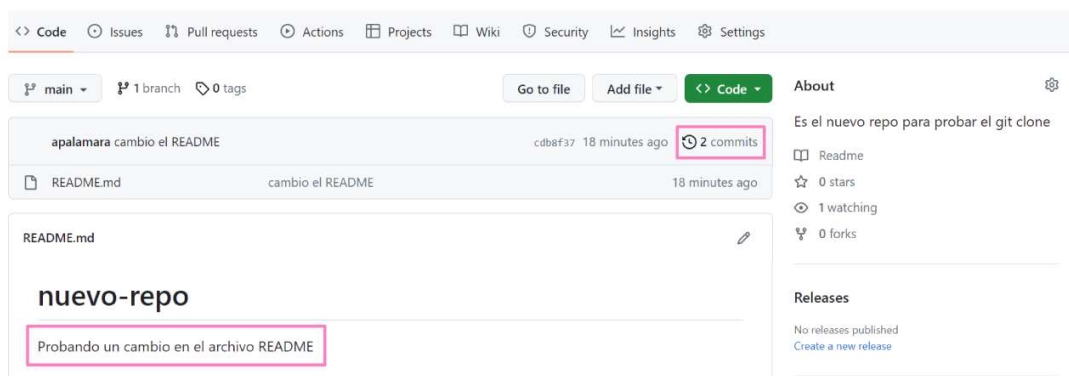 <> Code Issues Pull requests Actions Projects Wiki Security Insights Settings
main 1 branch 0 tags Go to file Add file <> Code
apalamara cambio el README cdb8f37 18 minutes ago 2 commits
README.md cambio el README 18 minutes ago
README.md
nuevo-repo
Probando un cambio en el archivo README
About
Es el nuevo repo para probar el git clone
Readme
0 stars
1 watching
0 forks
Releases
No releases published
Create a new release